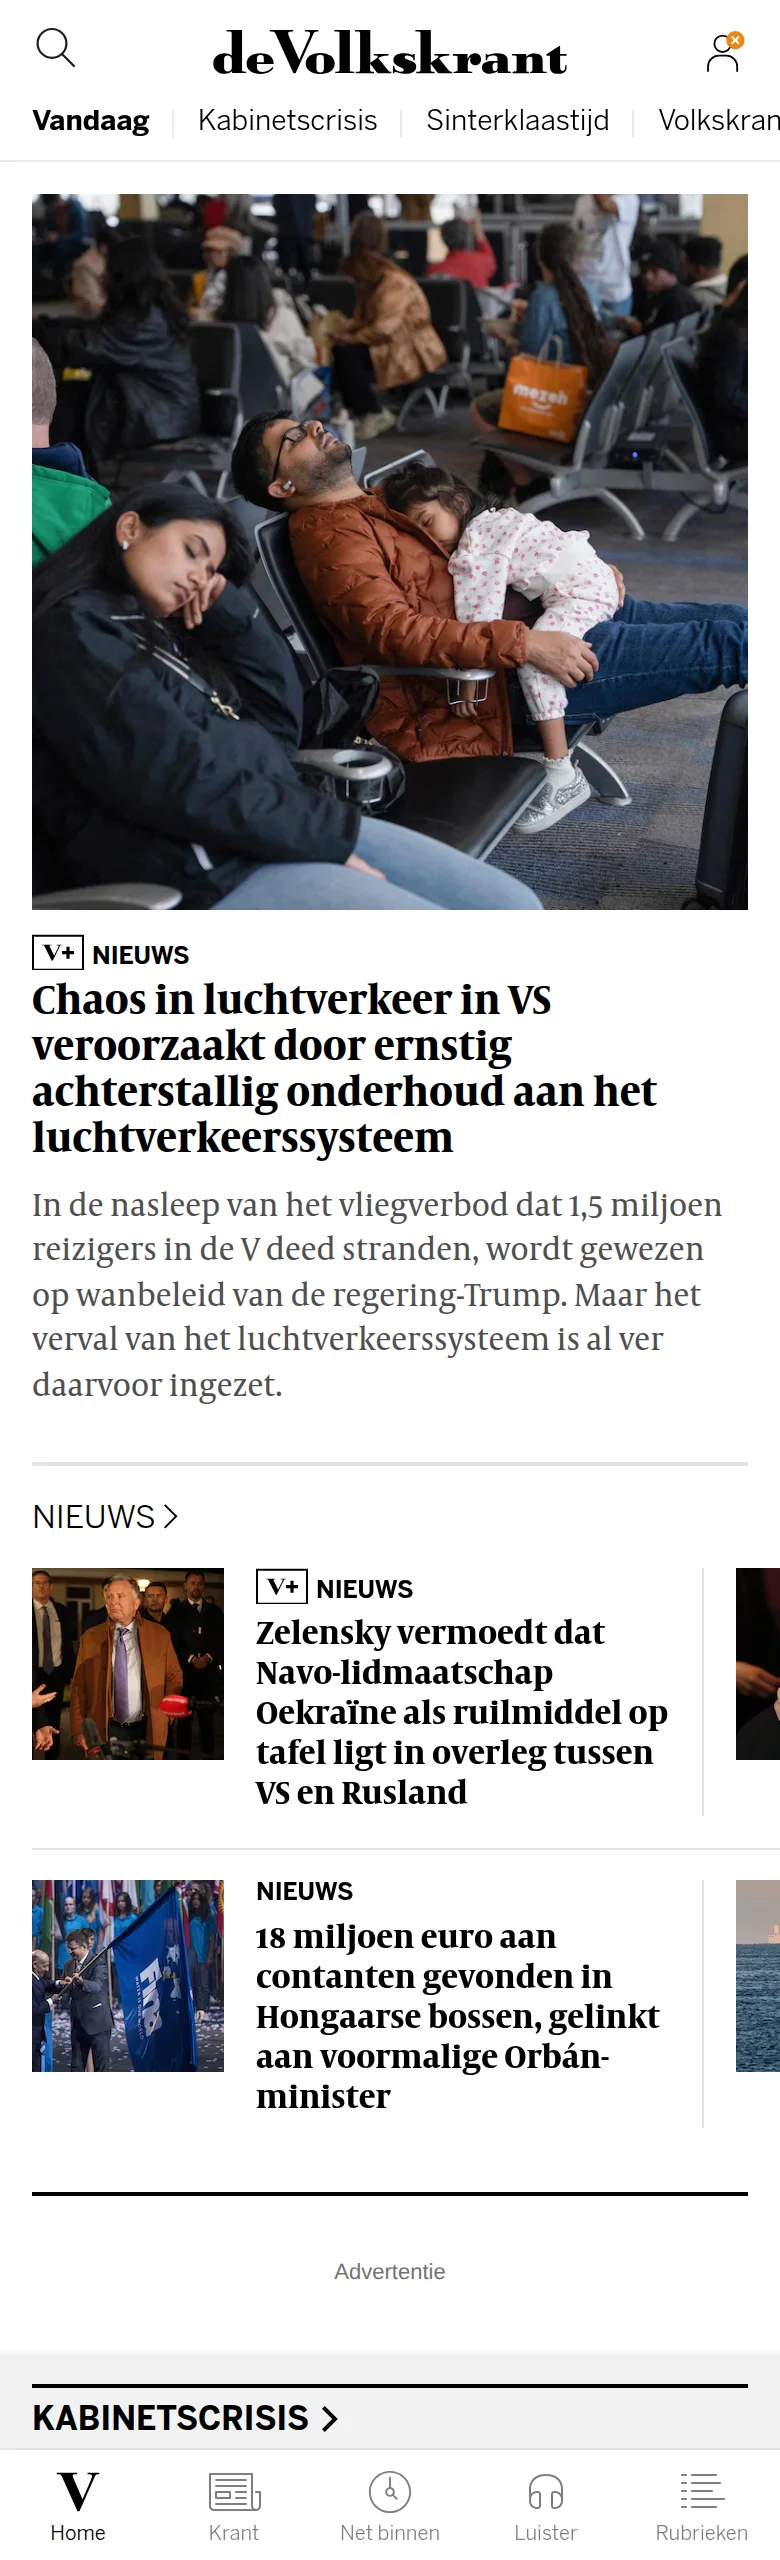 deVolkskrant
Vandaag
Kabinetscrisis
Sinterklaastijd
Volkskran
mozeh
V+ NIEUWS
Chaos in luchtverkeer in VS
veroorzaakt door ernstig
achterstallig onderhoud aan het
luchtverkeerssysteem
In de nasleep van het vliegverbod dat 1,5 miljoen
reizigers in de V deed stranden, wordt gewezen
op wanbeleid van de regering-Trump. Maar het
verval van het luchtverkeerssysteem is al ver
daarvoor ingezet.
NIEUWS
V+ NIEUWS
Zelensky vermoedt dat
Navo-lidmaatschap
Oekraïne als ruilmiddel op
tafel ligt in overleg tussen
VS en Rusland
NIEUWS
18 miljoen euro aan
contanten gevonden in
Hongaarse bossen, gelinkt
aan voormalige Orbán-
minister
fina
Advertentie
KABINETSCRISIS
V
Home
Krant
Net binnen
Luister
Rubrieken